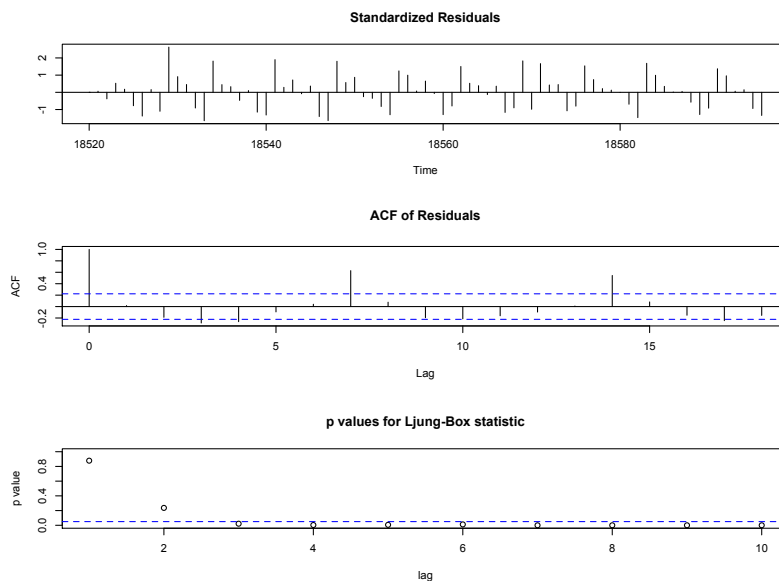 Standardized Residuals
2
1
-1
18520 18540 18560 18580
Time
ACF of Residuals
ACF
1.0
0.4
-0.2
0 5 10 15
Lag
p values for Ljung-Box statistic
p value
0.8
0.4
0.0
2 4 6 8 10
lag